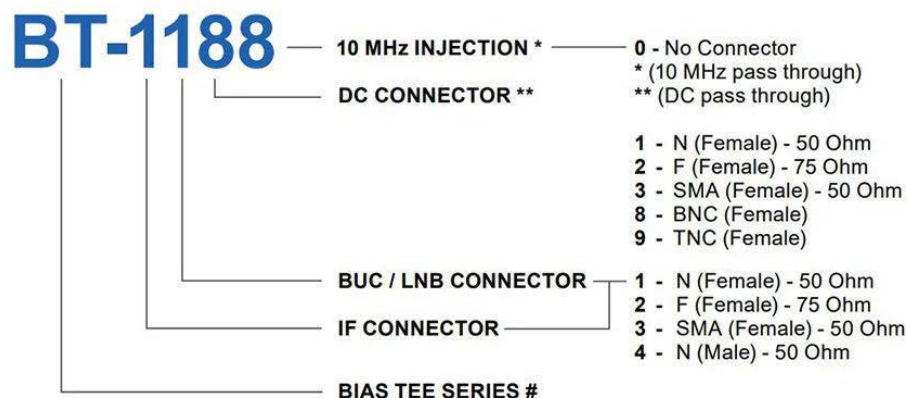 BT-1188
10 MHz INJECTION *
0 - No Connector
* (10 MHz pass through)
DC CONNECTOR **
** (DC pass through)
1 - N (Female) - 50 Ohm
2 - F (Female) - 75 Ohm
3 - SMA (Female) - 50 Ohm
8 - BNC (Female)
9 - TNC (Female)
BUC / LNB CONNECTOR
1 - N (Female) - 50 Ohm
2 - F (Female) - 75 Ohm
IF CONNECTOR
3 - SMA (Female) - 50 Ohm
4 - N (Male) - 50 Ohm
BIAS TEE SERIES #